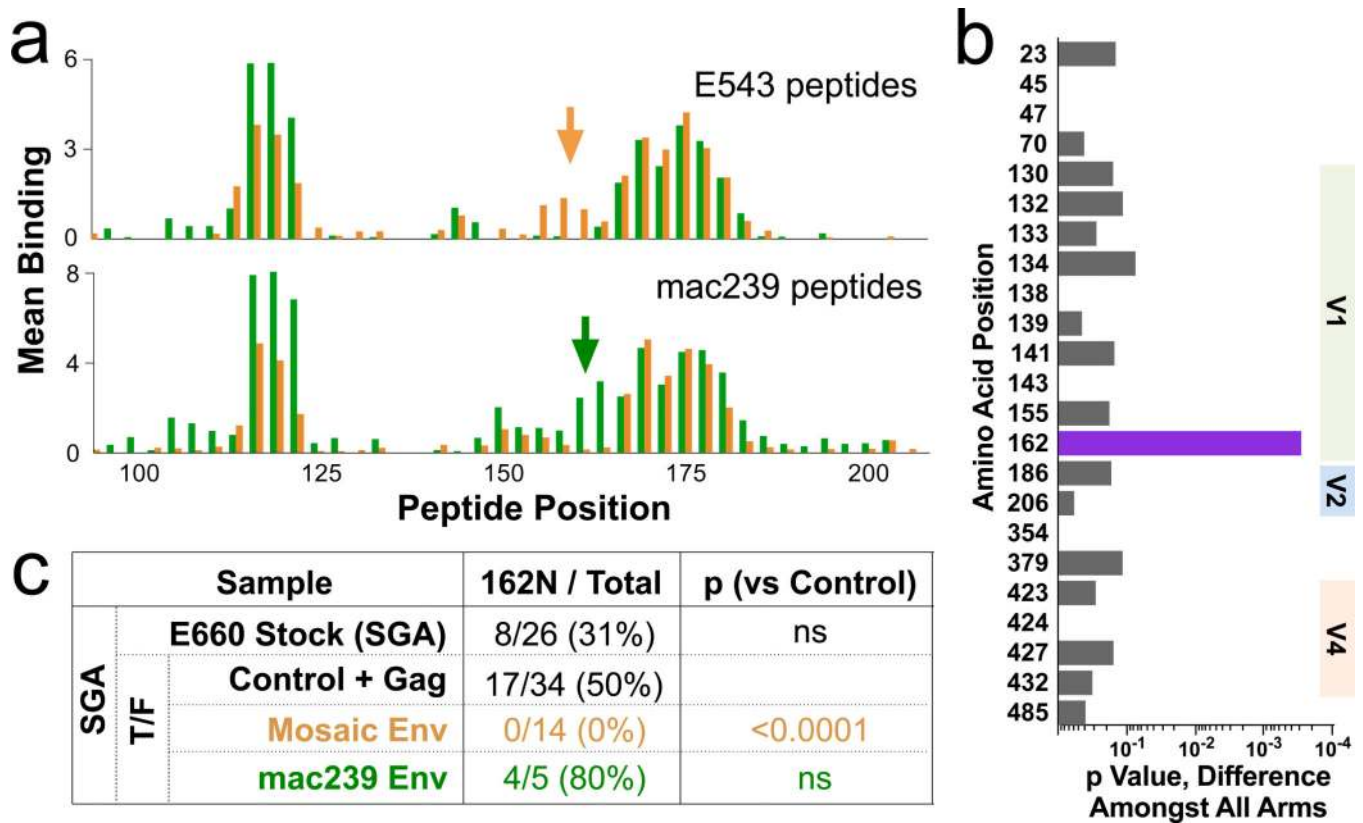 a
6
3
0
E543 peptides
8
4
0
mac239 peptides
Mean Binding
100 125 150 175 200
Peptide Position
b
23
45
47
70
130
132
133
134
138
139
141
143
155
162
186
206
354
379
423
424
427
432
485
Amino Acid Position
V1
V2
V4
10-1 10-2 10-3 10-4
p Value, Difference
Amongst All Arms
c
Sample 162N / Total p (vs Control)
SGA
T/F
E660 Stock (SGA) 8/26 (31%) ns
Control + Gag 17/34 (50%)
Mosaic Env 0/14 (0%) <0.0001
mac239 Env 4/5 (80%) ns